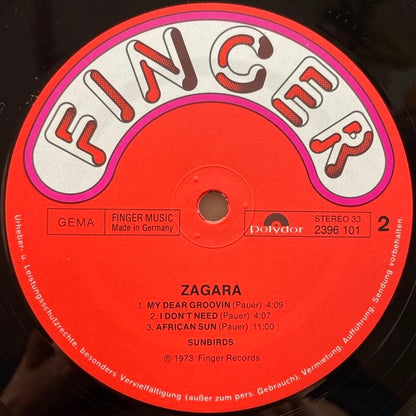 FINGER
GEMA
FINGER MUSIC
Made in Germany
polydor
STEREO 33
2396 101
2
ZAGARA
1. MY DEAR GROOVIN (Pauer) 4:09
2. I DON'T NEED (Pauer) 4:07
3. AFRICAN SUN (Pauer) 11:00
SUNBIRDS
℗ 1973 Finger Records
Urheber- u. Leistungsschutzrechte, besonders Vervielfältigung (außer zum pers. Gebrauch), Vermietung, Aufführung, Sendung vorbehalten.